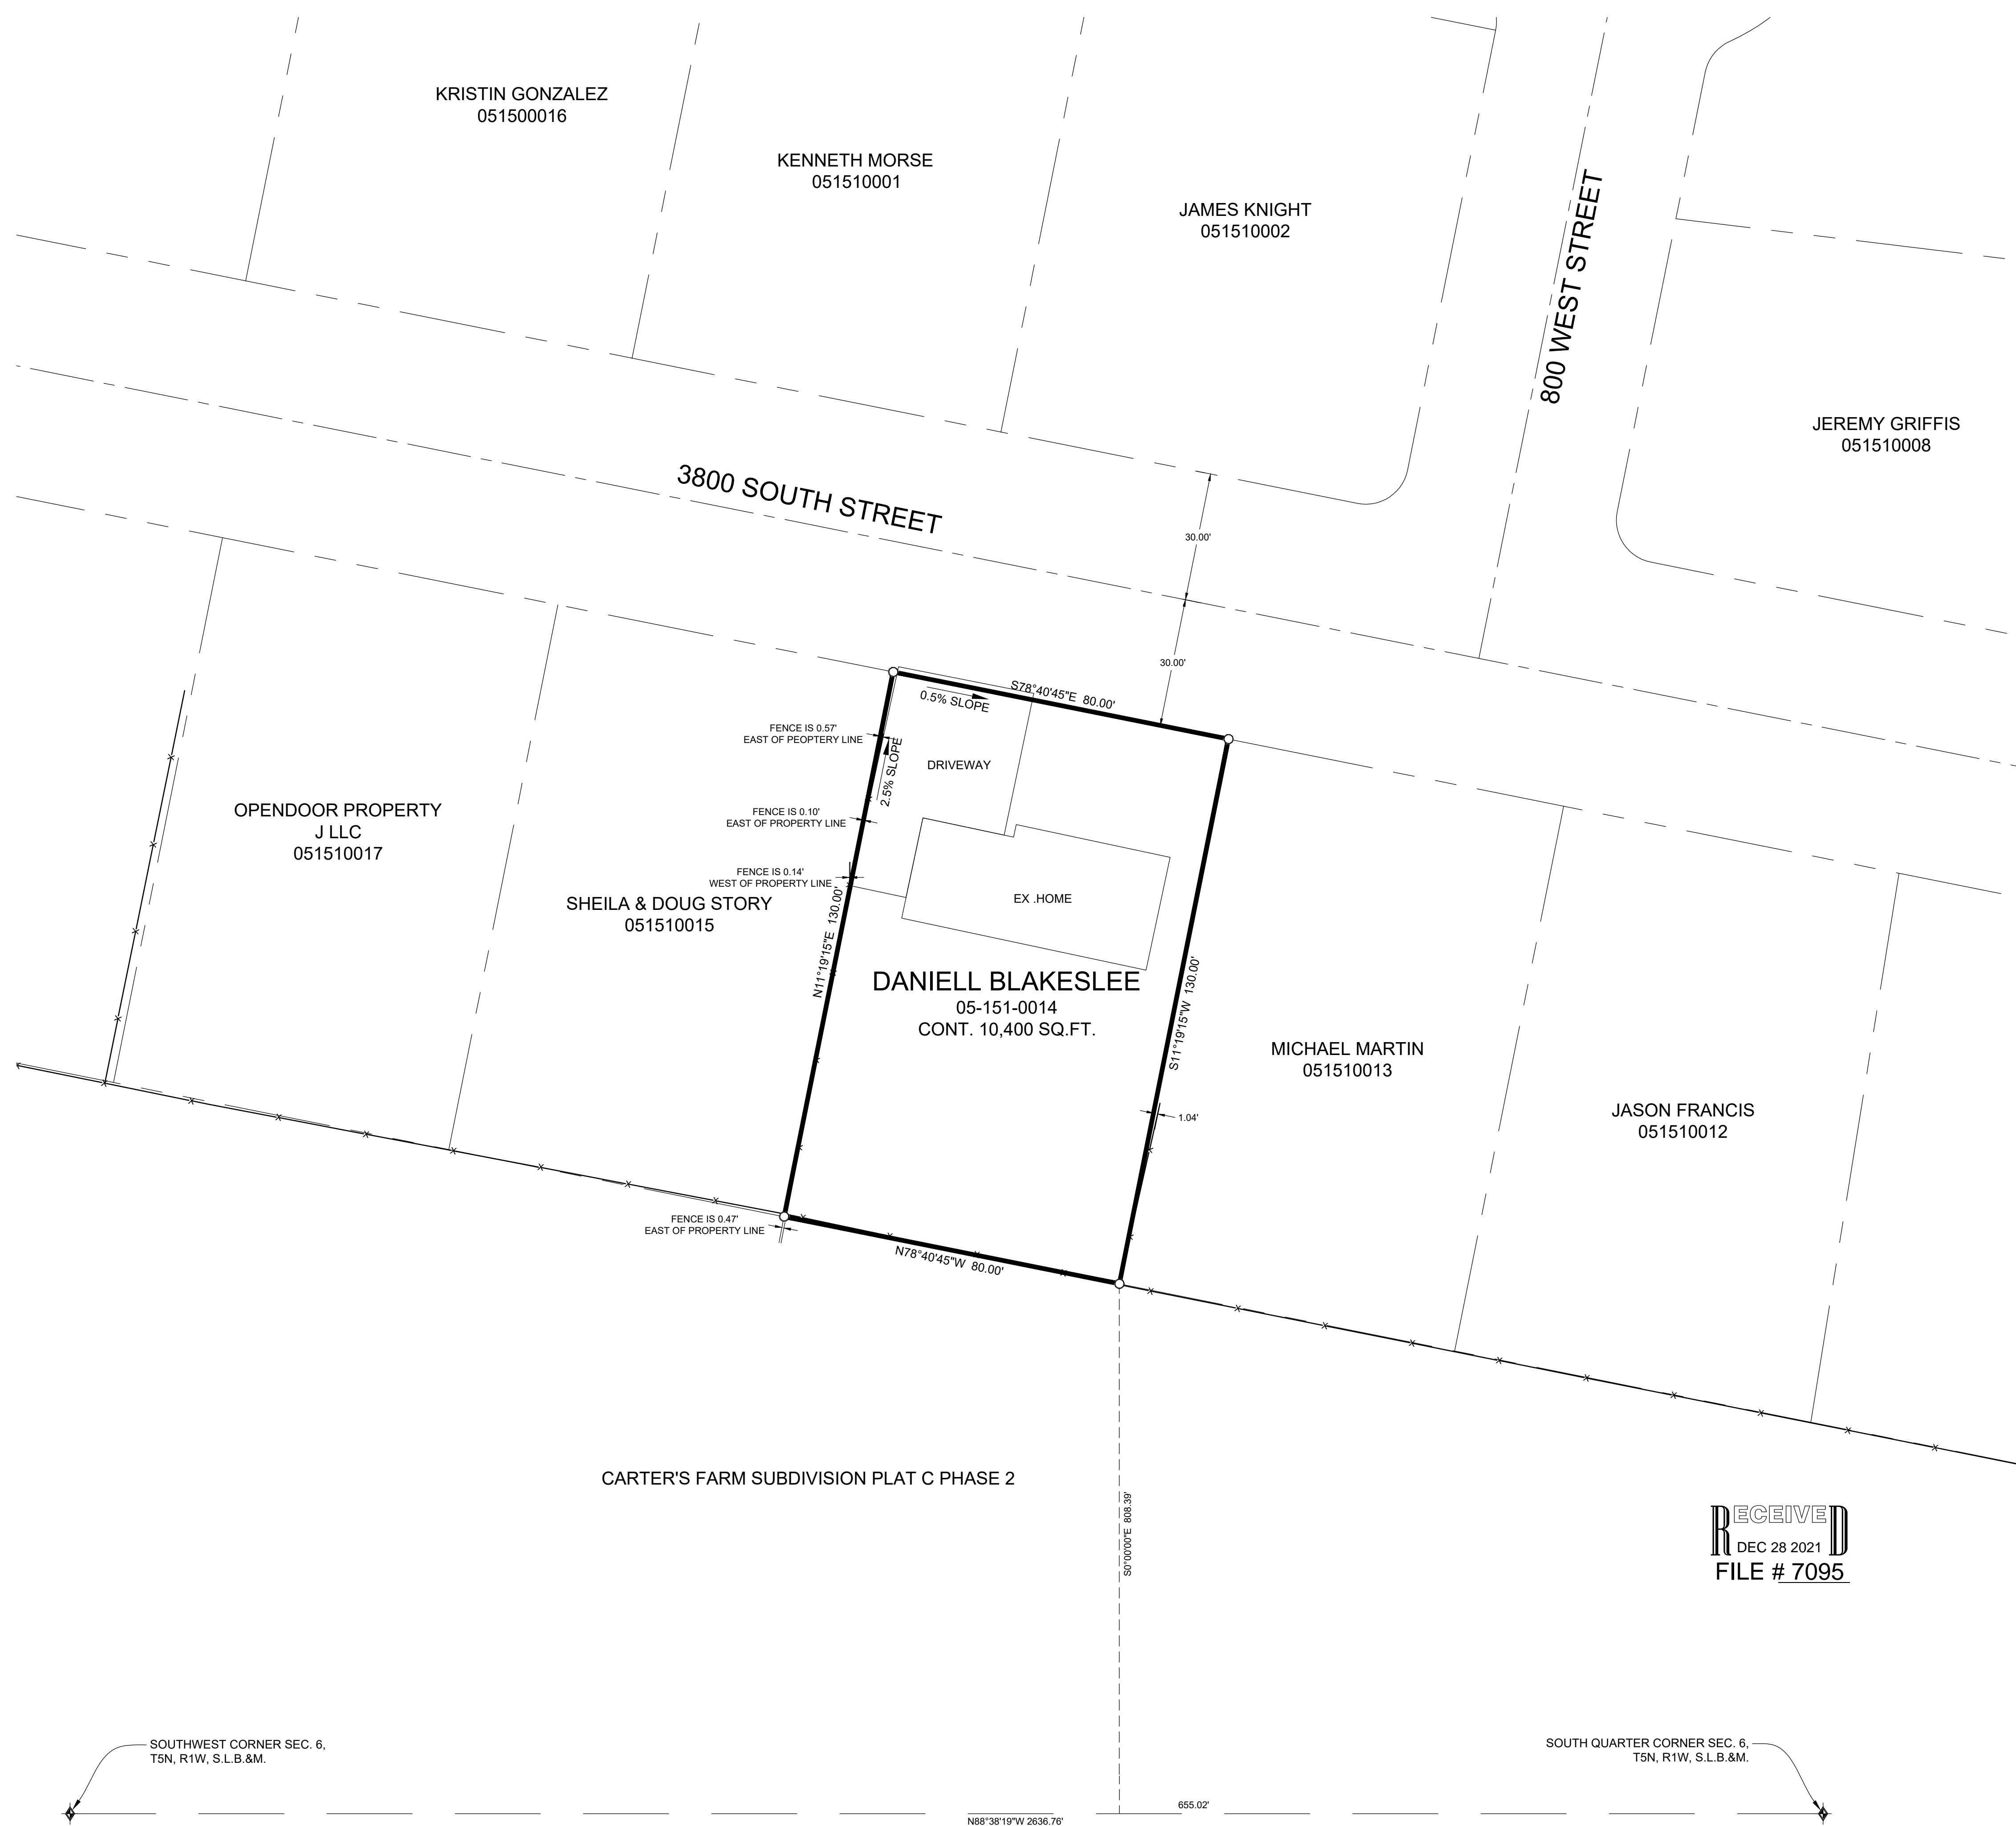 KRISTIN GONZALEZ
051500016
KENNETH MORSE
051510001
JAMES KNIGHT
051510002
800 WEST STREET
JEREMY GRIFFIS
051510008
3800 SOUTH STREET
30.00'
30.00'
S78°40'45"E 80.00'
0.5% SLOPE
FENCE IS 0.57'
EAST OF PEOPTERY LINE
2.5% SLOPE
DRIVEWAY
OPENDOOR PROPERTY
J LLC
051510017
FENCE IS 0.10'
EAST OF PROPERTY LINE
FENCE IS 0.14'
WEST OF PROPERTY LINE
SHEILA & DOUG STORY
051510015
EX .HOME
N11°19'15"E 130.00'
DANIELL BLAKESLEE
05-151-0014
CONT. 10,400 SQ.FT.
S11°19'15"W 130.00'
MICHAEL MARTIN
051510013
JASON FRANCIS
051510012
1.04'
FENCE IS 0.47'
EAST OF PROPERTY LINE
N78°40'45"W 80.00'
CARTER'S FARM SUBDIVISION PLAT C PHASE 2
S0°00'00"E 808.39'
RECEIVED
DEC 28 2021
FILE # 7095
SOUTHWEST CORNER SEC. 6,
T5N, R1W, S.L.B.&M.
SOUTH QUARTER CORNER SEC. 6,
T5N, R1W, S.L.B.&M.
655.02'
N88°38'19"W 2636.76'